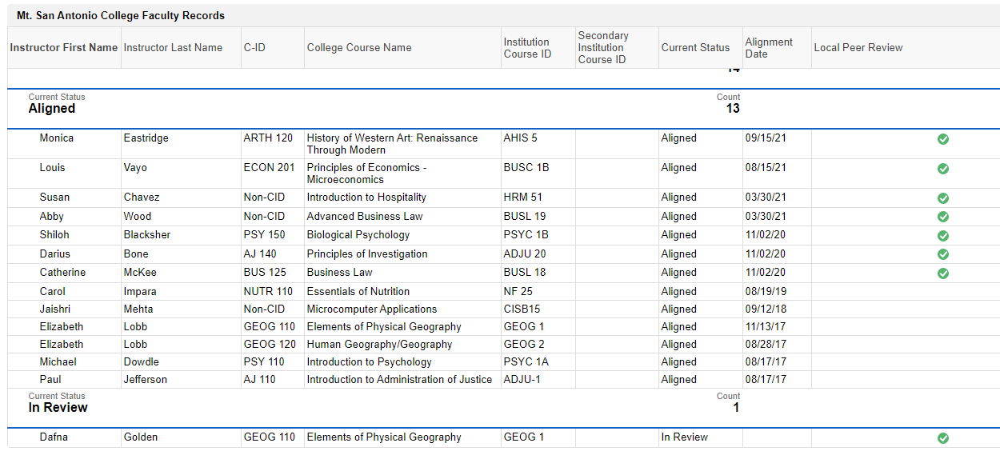 Mt. San Antonio College Faculty Records
Instructor First Name Instructor Last Name C-ID College Course Name Institution Course ID Secondary Institution Course ID Current Status Alignment Date Local Peer Review
14
Current Status Count
Aligned 13
Monica Eastridge ARTH 120 History of Western Art: Renaissance Through Modern AHIS 5 Aligned 09/15/21
Louis Vayo ECON 201 Principles of Economics - Microeconomics BUSC 1B Aligned 08/15/21
Susan Chavez Non-CID Introduction to Hospitality HRM 51 Aligned 03/30/21
Abby Wood Non-CID Advanced Business Law BUSL 19 Aligned 03/30/21
Shiloh Blacksher PSY 150 Biological Psychology PSYC 1B Aligned 11/02/20
Darius Bone AJ 140 Principles of Investigation ADJU 20 Aligned 11/02/20
Catherine McKee BUS 125 Business Law BUSL 18 Aligned 11/02/20
Carol Impara NUTR 110 Essentials of Nutrition NF 25 Aligned 08/19/19
Jaishri Mehta Non-CID Microcomputer Applications CISB15 Aligned 09/12/18
Elizabeth Lobb GEOG 110 Elements of Physical Geography GEOG 1 Aligned 11/13/17
Elizabeth Lobb GEOG 120 Human Geography/Geography GEOG 2 Aligned 08/28/17
Michael Dowdle PSY 110 Introduction to Psychology PSYC 1A Aligned 08/17/17
Paul Jefferson AJ 110 Introduction to Administration of Justice ADJU-1 Aligned 08/17/17
Current Status Count
In Review 1
Dafna Golden GEOG 110 Elements of Physical Geography GEOG 1 In Review